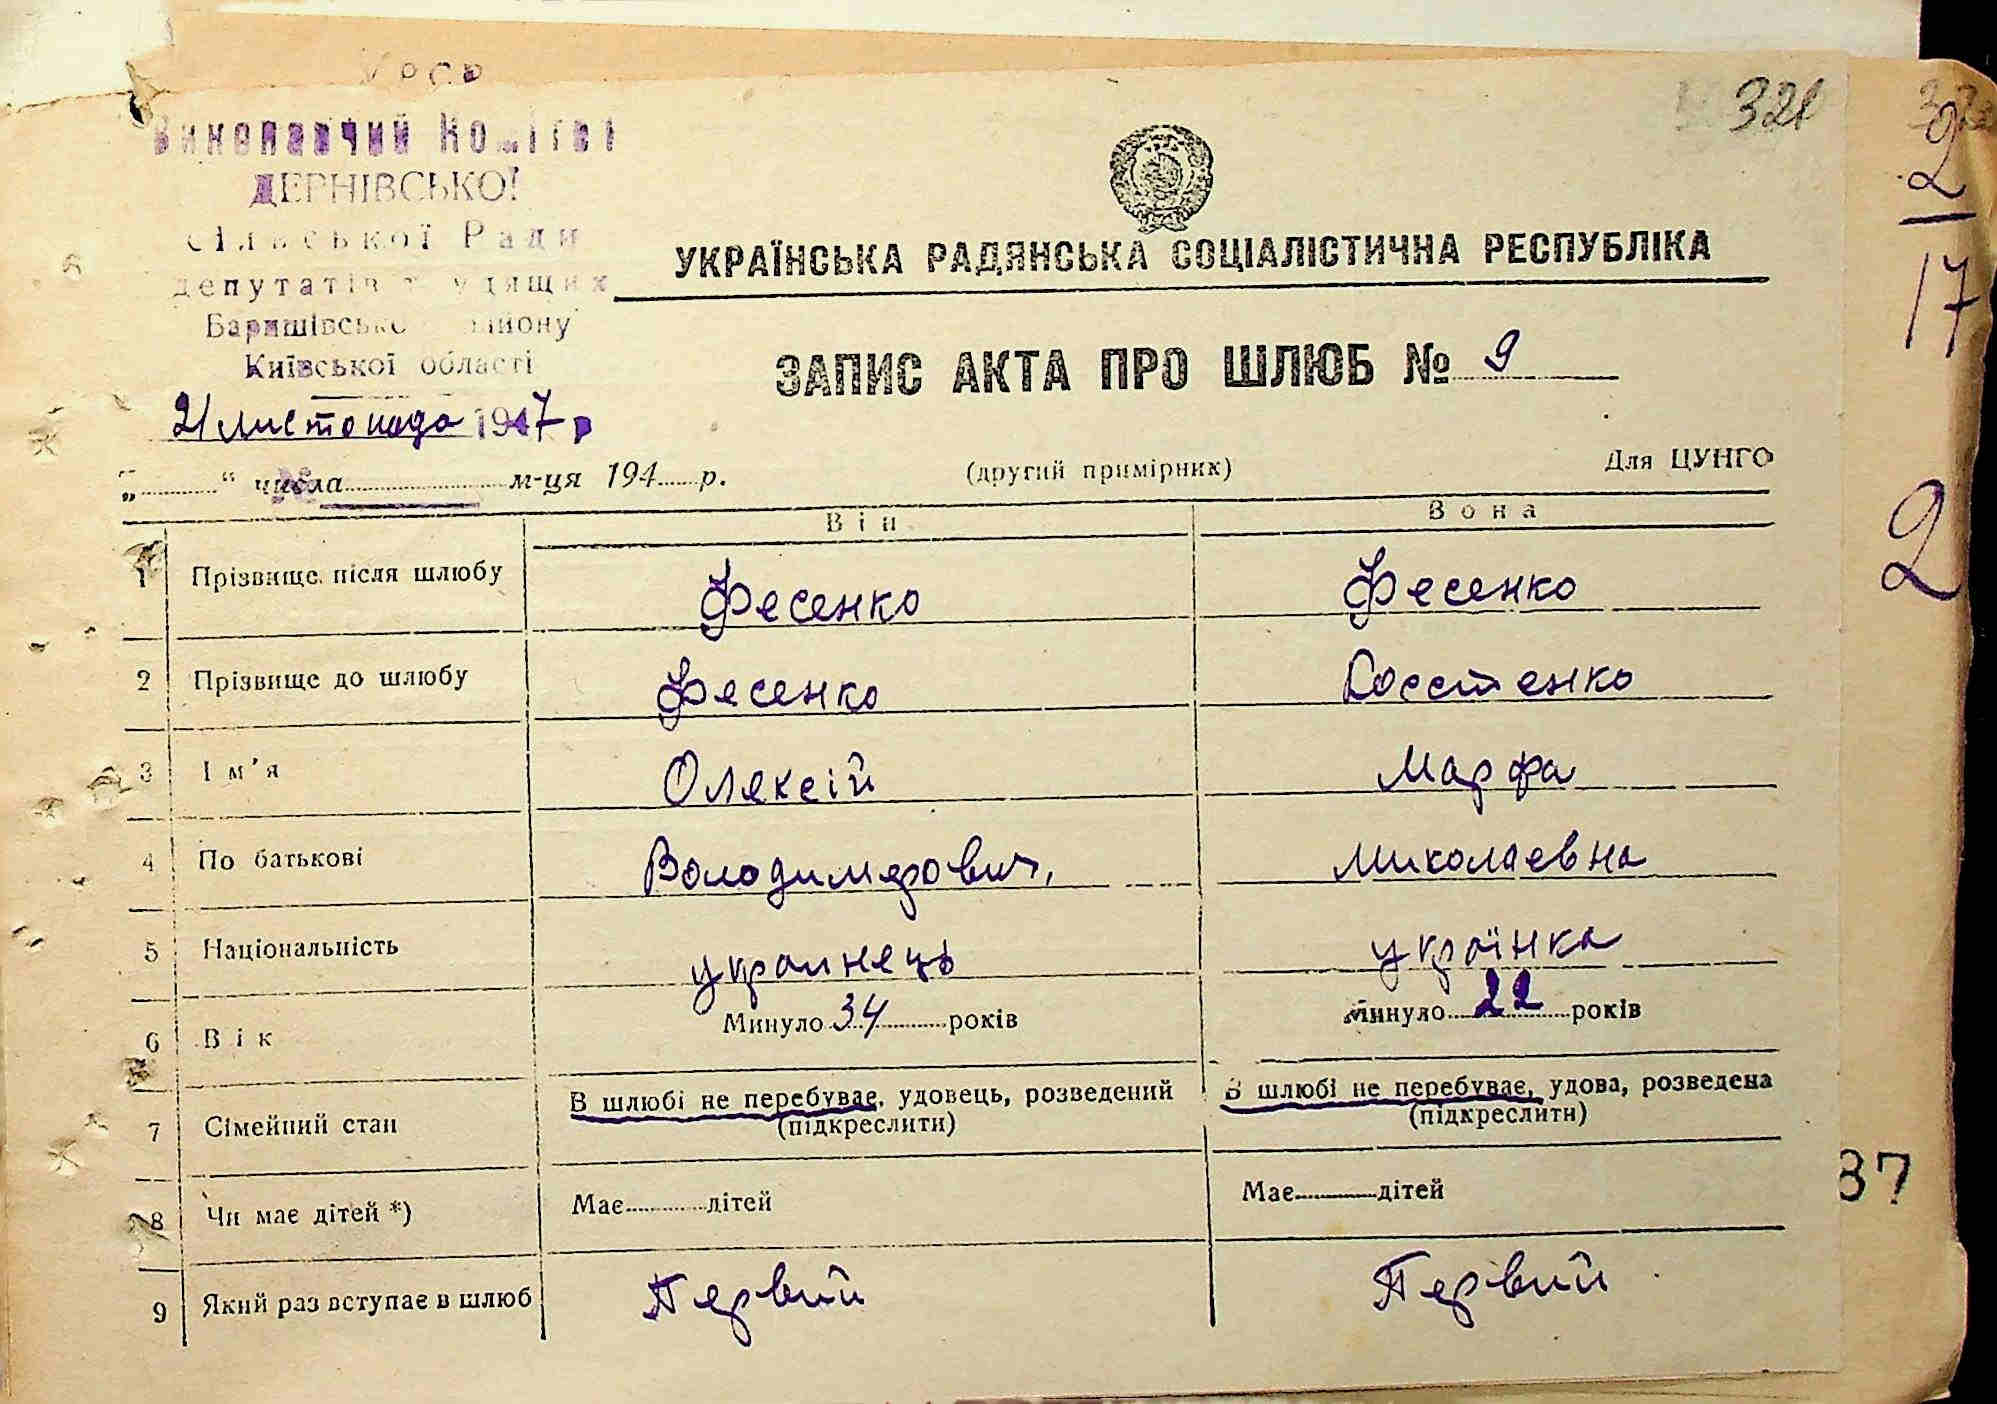 УРСР
321
Виконавчий Комітет
ДЕРНІВСЬКОЇ
сільської Ради
депутатів трудящих
Баришівського району
Київської області
2
17
УКРАЇНСЬКА РАДЯНСЬКА СОЦІАЛІСТИЧНА РЕСПУБЛІКА
ЗАПИС АКТА ПРО ШЛЮБ № 9
21 листопада 1947 р
„ “ числа м-ця 194 р.
(другий примірник)
Для ЦУНГО
2
Він Вона
1 Прізвище після шлюбу Фесенко Фесенко
2 Прізвище до шлюбу Фесенко
3 Ім’я Олексій Марфа
4 По батькові Володимерович Миколаевна
5 Національність украинець українка
6 Вік Минуло 34 років Минуло 22 років
7 Сімейний стан В шлюбі не перебуває, удовець, розведений В шлюбі не перебуває, удова, розведена
(підкреслити) (підкреслити)
37
8 Чи має дітей *) Має дітей Має дітей
9 Який раз вступає в шлюб Первий Первий